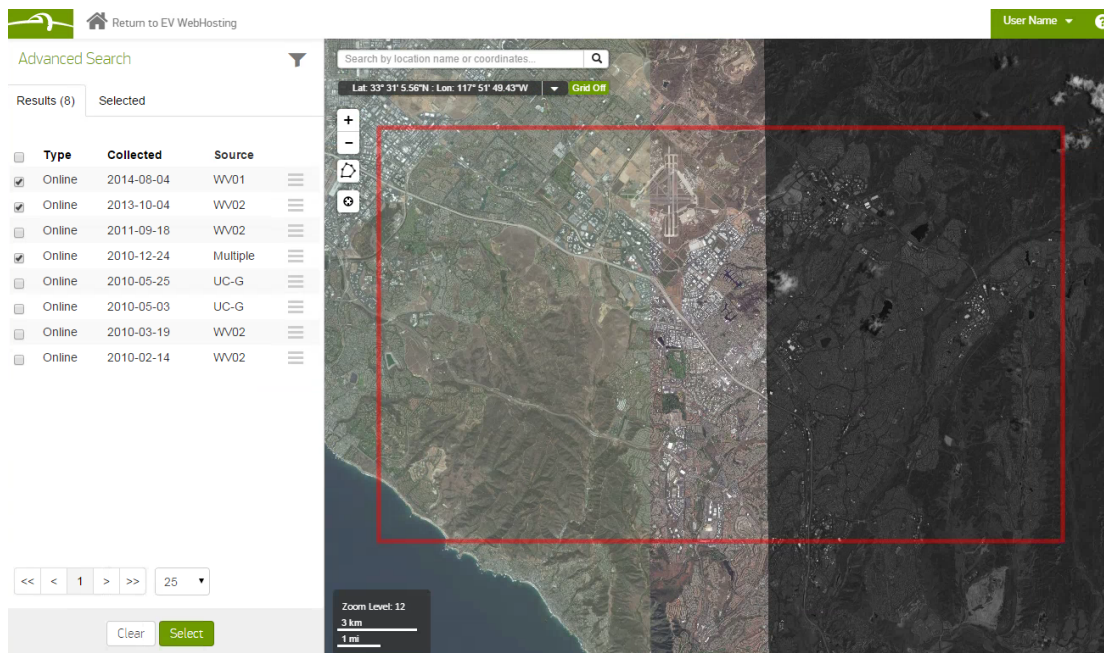 Return to EV WebHosting
User Name
?
Advanced Search
Results (8) Selected
Type Collected Source
Online 2014-08-04 WV01
Online 2013-10-04 WV02
Online 2011-09-18 WV02
Online 2010-12-24 Multiple
Online 2010-05-25 UC-G
Online 2010-05-03 UC-G
Online 2010-03-19 WV02
Online 2010-02-14 WV02
<< < 1 > >> 25
Clear Select
Search by location name or coordinates...
Lat: 33° 31' 5.56"N : Lon: 117° 51' 49.43"W Grid Off
+
-
Zoom Level: 12
3 km
1 mi